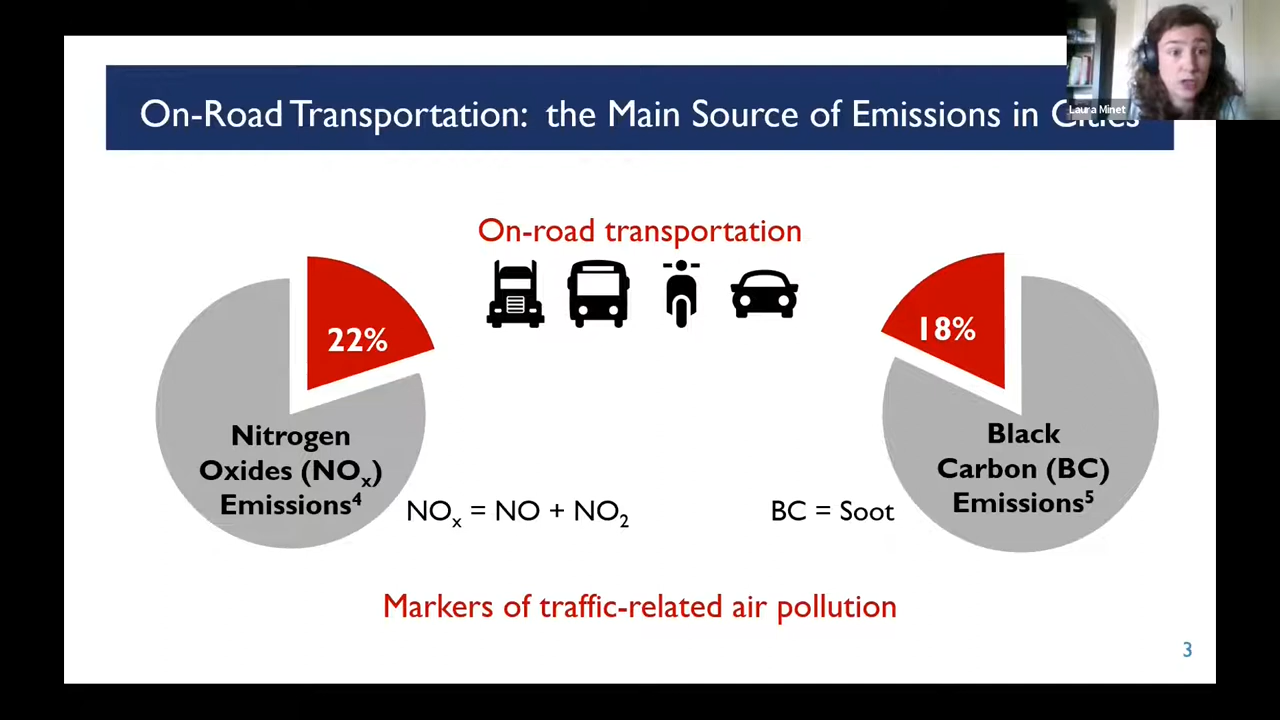 On-Road Transportation: the Main Source of Emissions in Cities
Laura Minet
On-road transportation
22%
18%
Nitrogen
Oxides (NOₓ)
Emissions⁴
Black
Carbon (BC)
Emissions⁵
NOₓ = NO + NO₂
BC = Soot
Markers of traffic-related air pollution
3